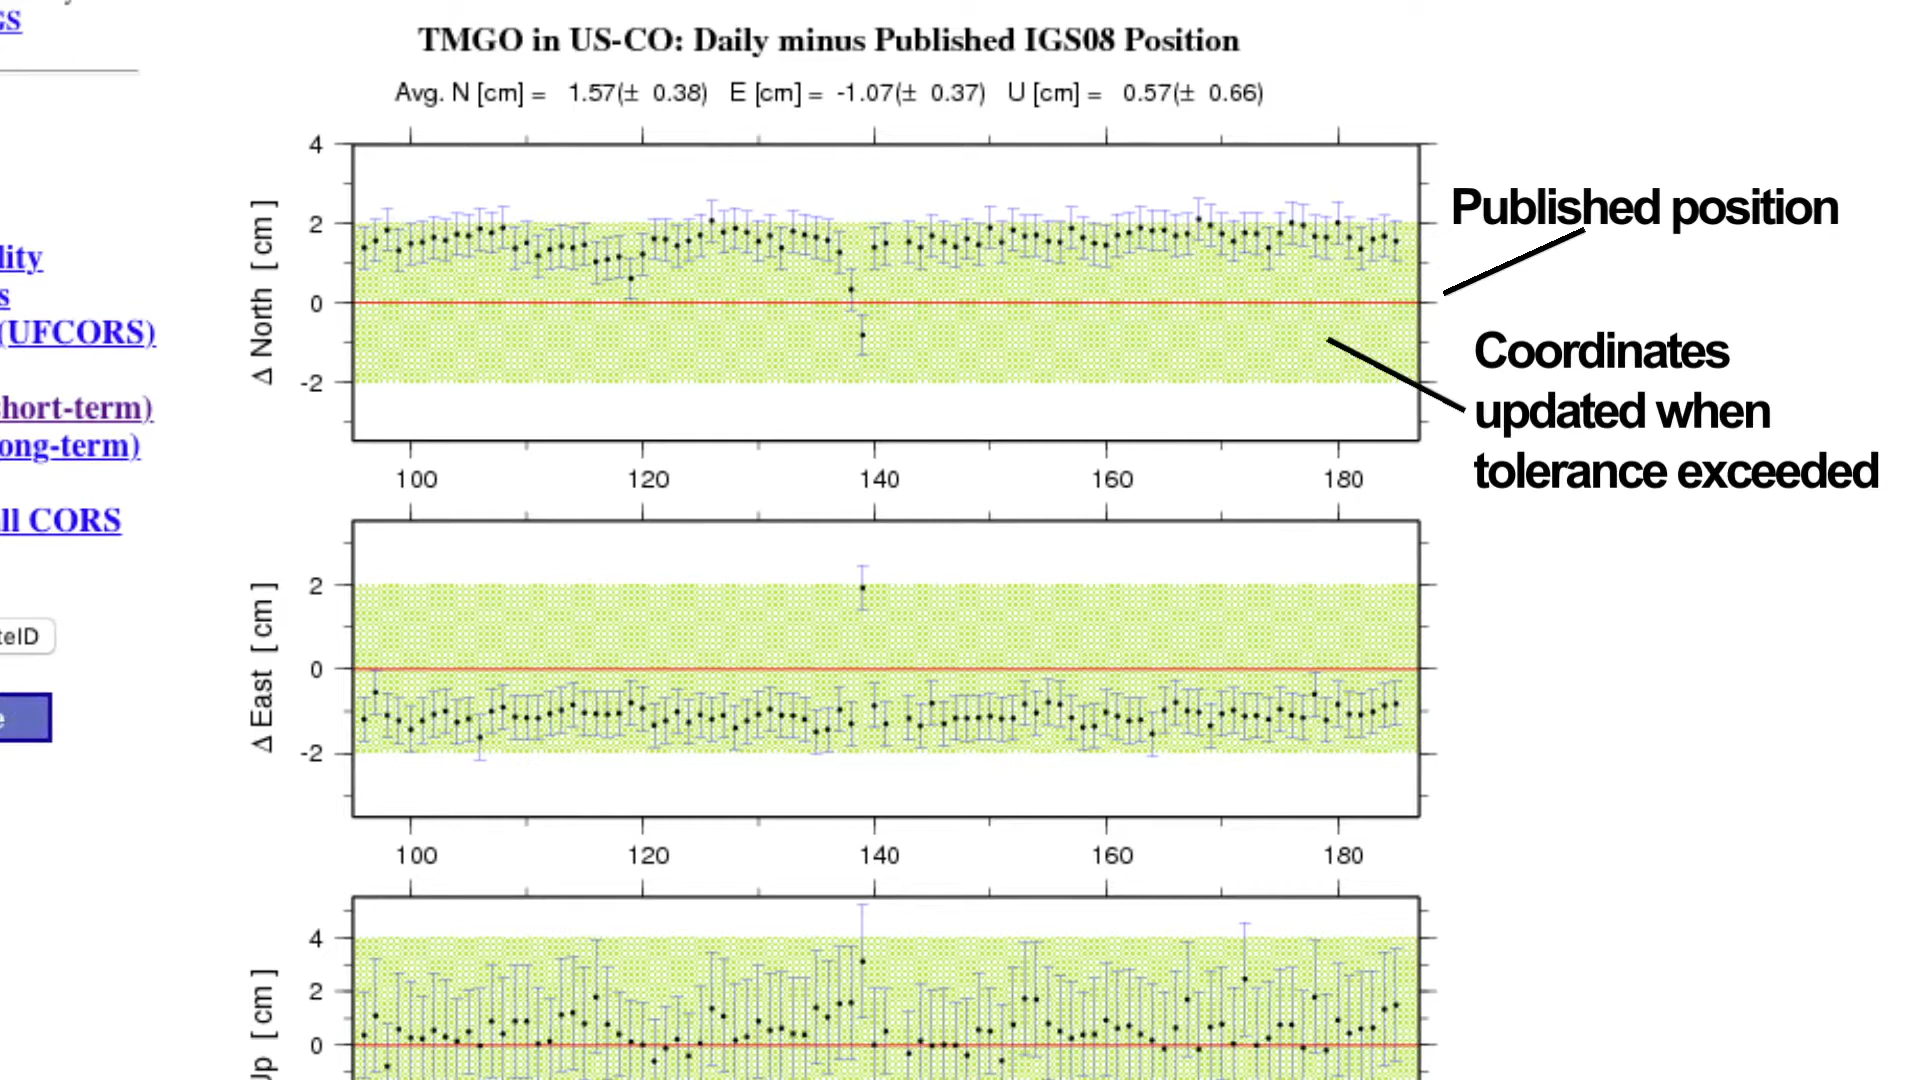 GS
TMGO in US-CO: Daily minus Published IGS08 Position
Avg. N [cm] = 1.57(± 0.38) E [cm] = -1.07(± 0.37) U [cm] = 0.57(± 0.66)
4
2
0
-2
Δ North [cm]
100 120 140 160 180
Published position
Coordinates
updated when
tolerance exceeded
lity
s
(UFCORS)
hort-term)
ong-term)
ll CORS
teID
e
2
0
-2
Δ East [cm]
100 120 140 160 180
4
2
0
Up [cm]